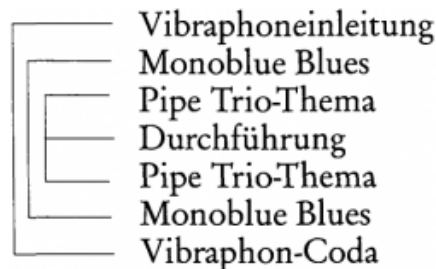 Vibraphoneinleitung
Monoblue Blues
Pipe Trio-Thema
Durchführung
Pipe Trio-Thema
Monoblue Blues
Vibraphon-Coda